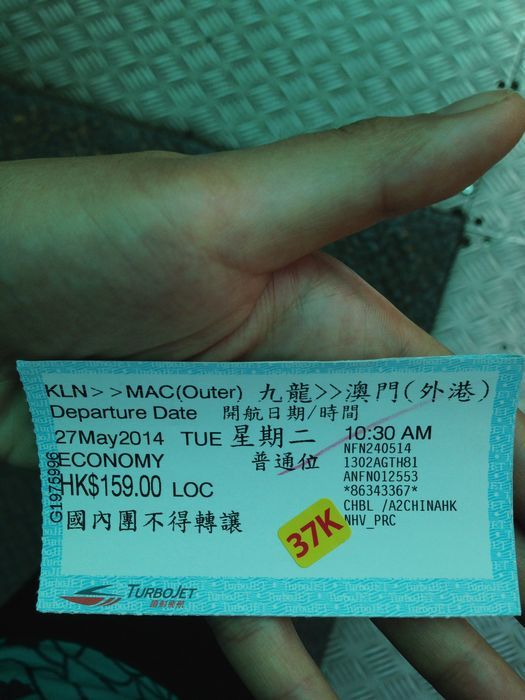 KLN>>MAC(Outer) 九龍>>澳門(外港)
Departure Date 開航日期/時間
27May2014 TUE 星期二 10:30 AM
ECONOMY 普通位
HK$159.00 LOC
國內團不得轉讓
NFN240514
1302AGTH81
ANFN012553
*86343367*
CHBL /A2CHINAHK
NHV_PRC
37K
G1975996
TURBOJET
噴射飛航